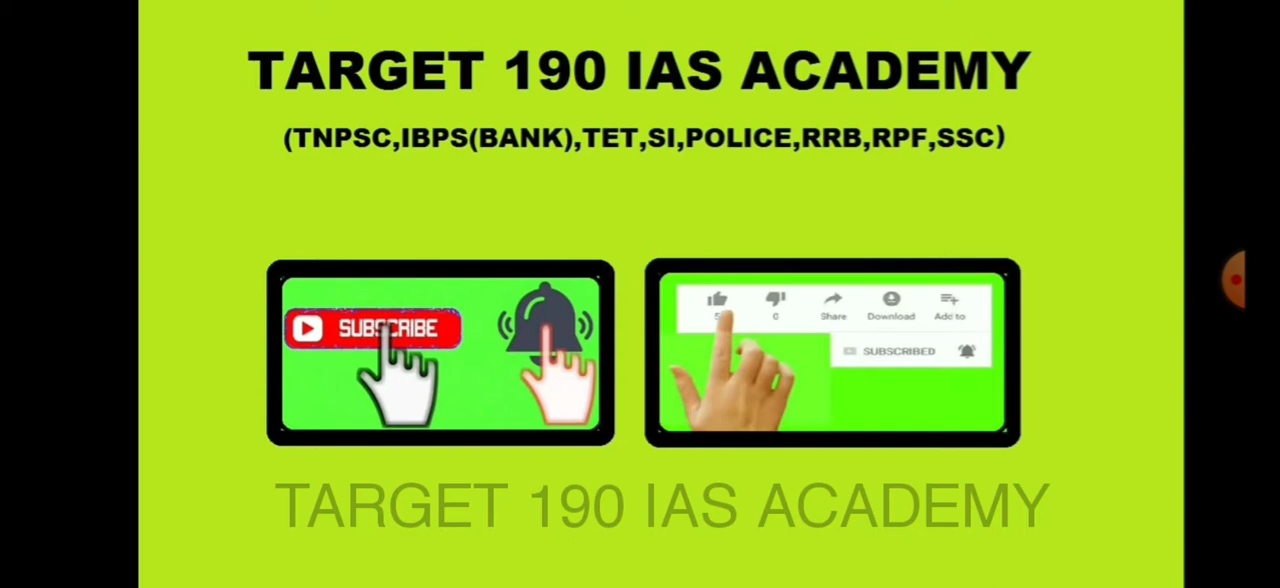 TARGET 190 IAS ACADEMY
(TNPSC,IBPS(BANK),TET,SI,POLICE,RRB,RPF,SSC)
SUBSCRIBE
0 Share Download Add to
SUBSCRIBED
TARGET 190 IAS ACADEMY